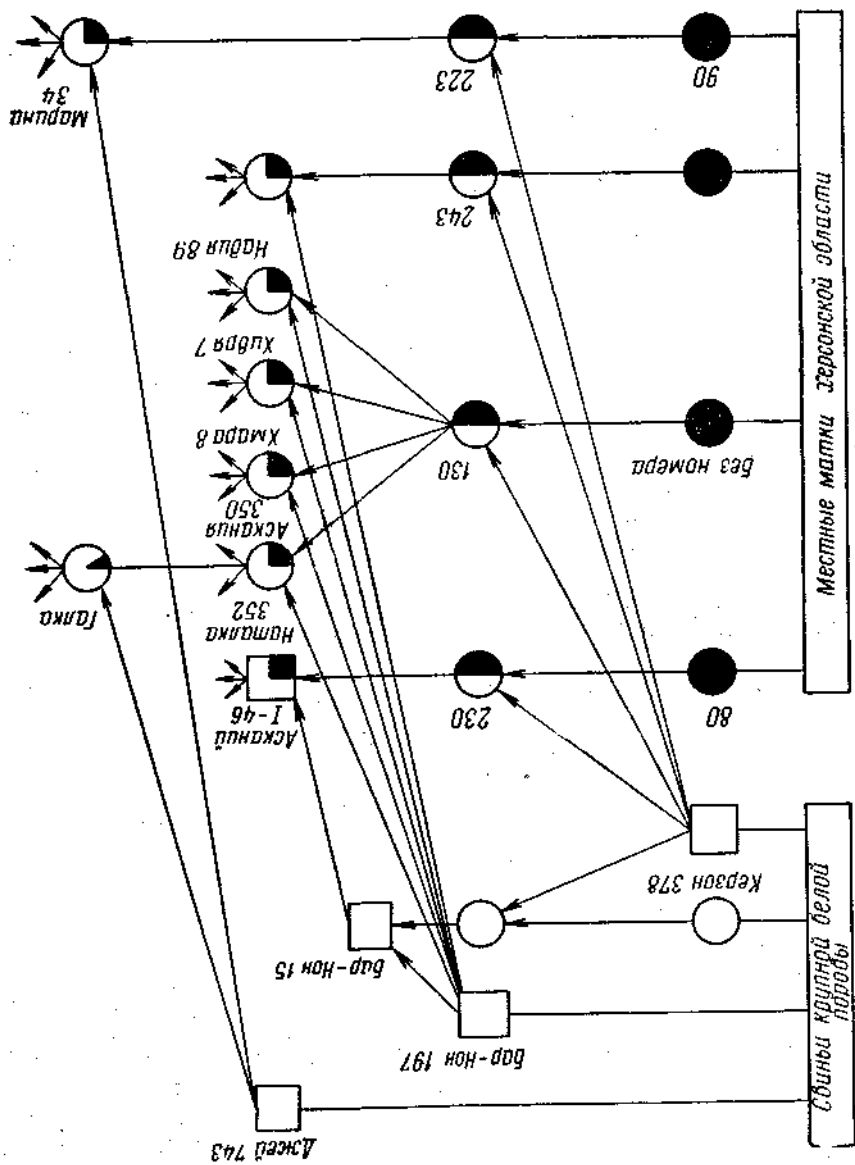 Джей 743
Свиньи крупной белой
породы
Бар-Нон 197
Бар-Нон 15
Керзон 378
Местные матки херсонской области
80
230
Асканий
I-46
Наталка
352
Галка
Аскания
350
без номера
130
Хмара 8
Хивря 7
Надия 89
243
90
223
Марина
34